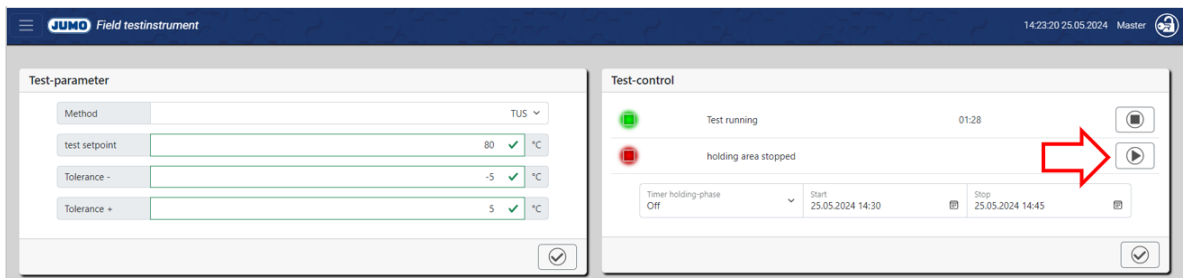 JUMO Field testinstrument
14:23:20 25.05.2024 Master
Test-parameter
Method TUS
test setpoint 80 °C
Tolerance - -5 °C
Tolerance + 5 °C
Test-control
Test running 01:28
holding area stopped
Timer holding-phase Start Stop
Off 25.05.2024 14:30 25.05.2024 14:45